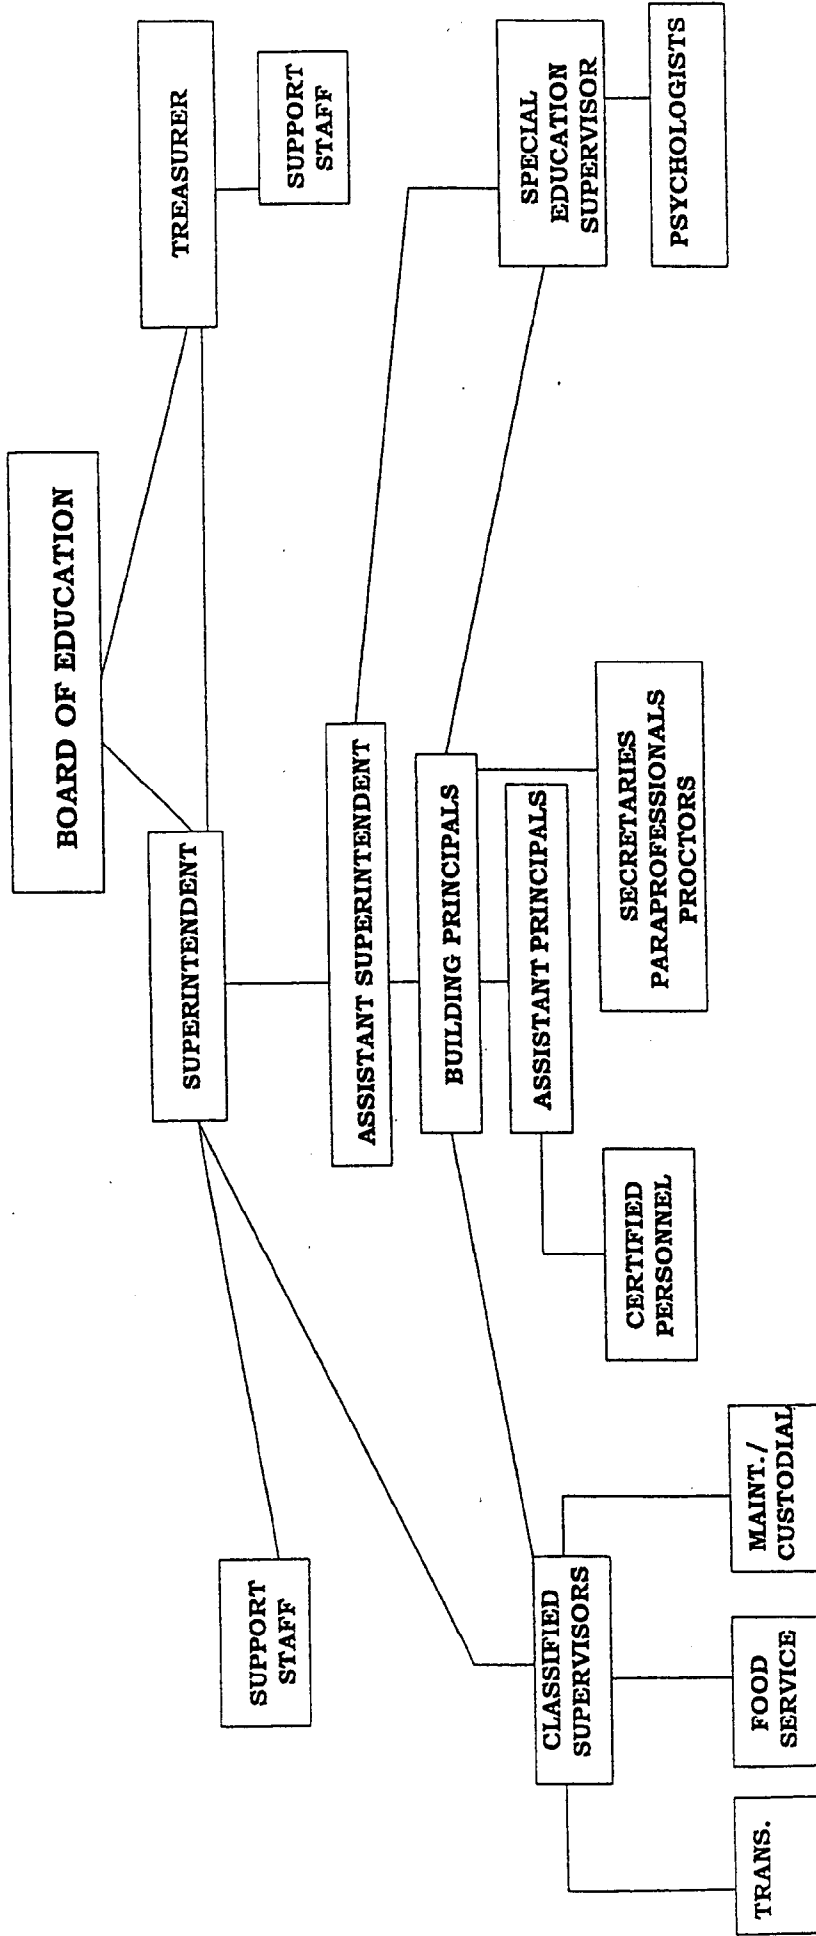 BOARD OF EDUCATION
SUPERINTENDENT
TREASURER
SUPPORT
STAFF
SUPPORT
STAFF
ASSISTANT SUPERINTENDENT
BUILDING PRINCIPALS
ASSISTANT PRINCIPALS
CLASSIFIED
SUPERVISORS
SPECIAL
EDUCATION
SUPERVISOR
CERTIFIED
PERSONNEL
SECRETARIES
PARAPROFESSIONALS
PROCTORS
PSYCHOLOGISTS
TRANS.
FOOD
SERVICE
MAINT./
CUSTODIAL